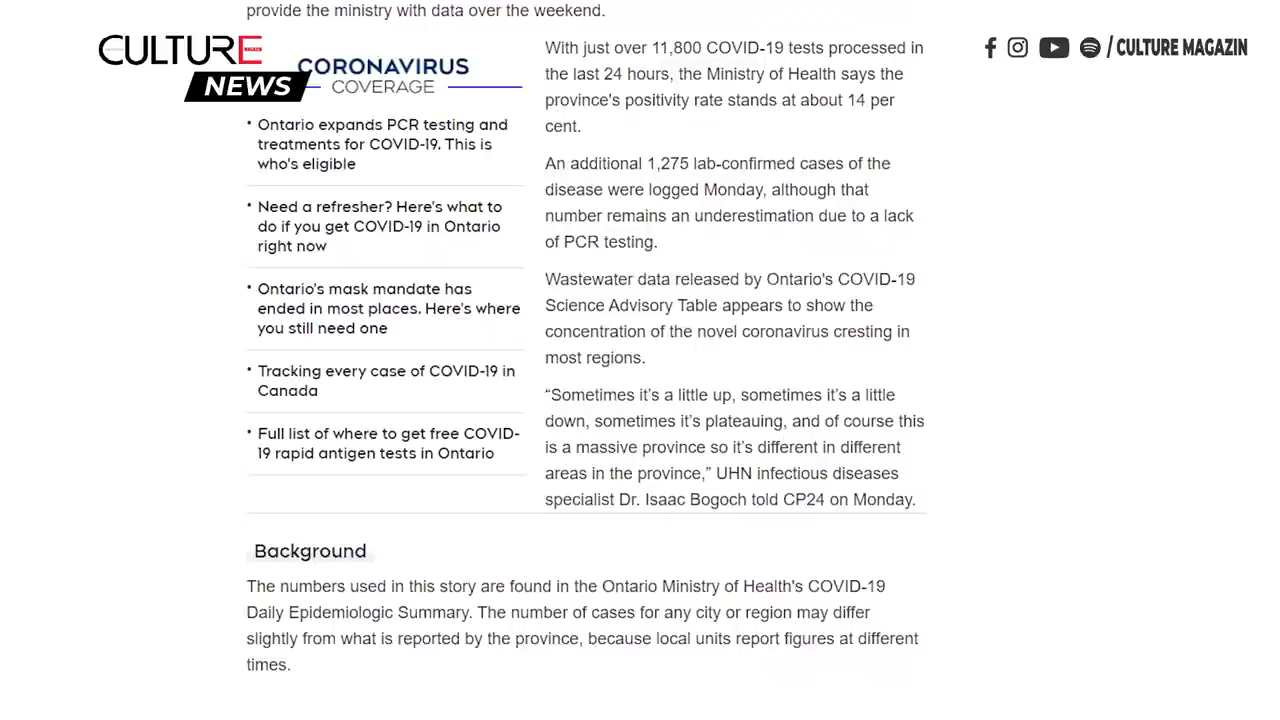 provide the ministry with data over the weekend.
CULTURE
NEWS
/ CULTURE MAGAZIN
CORONAVIRUS
COVERAGE
• Ontario expands PCR testing and
treatments for COVID-19. This is
who's eligible
• Need a refresher? Here's what to
do if you get COVID-19 in Ontario
right now
• Ontario's mask mandate has
ended in most places. Here's where
you still need one
• Tracking every case of COVID-19 in
Canada
• Full list of where to get free COVID-
19 rapid antigen tests in Ontario
With just over 11,800 COVID-19 tests processed in
the last 24 hours, the Ministry of Health says the
province's positivity rate stands at about 14 per
cent.
An additional 1,275 lab-confirmed cases of the
disease were logged Monday, although that
number remains an underestimation due to a lack
of PCR testing.
Wastewater data released by Ontario's COVID-19
Science Advisory Table appears to show the
concentration of the novel coronavirus cresting in
most regions.
“Sometimes it’s a little up, sometimes it’s a little
down, sometimes it’s plateauing, and of course this
is a massive province so it’s different in different
areas in the province,” UHN infectious diseases
specialist Dr. Isaac Bogoch told CP24 on Monday.
Background
The numbers used in this story are found in the Ontario Ministry of Health's COVID-19
Daily Epidemiologic Summary. The number of cases for any city or region may differ
slightly from what is reported by the province, because local units report figures at different
times.